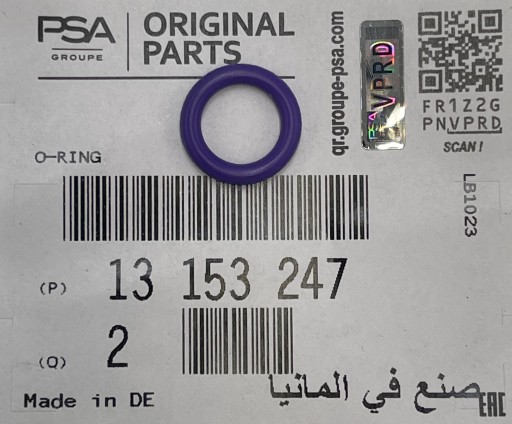 PSA
GROUPE
ORIGINAL
PARTS
qr.groupe-psa.com
PSA
VPRD
FR1Z2G
PNVPRD
SCAN!
O-RING
LB1023
(P) 13 153 247
(Q) 2
Made in DE
صنع في المانيا
EAC